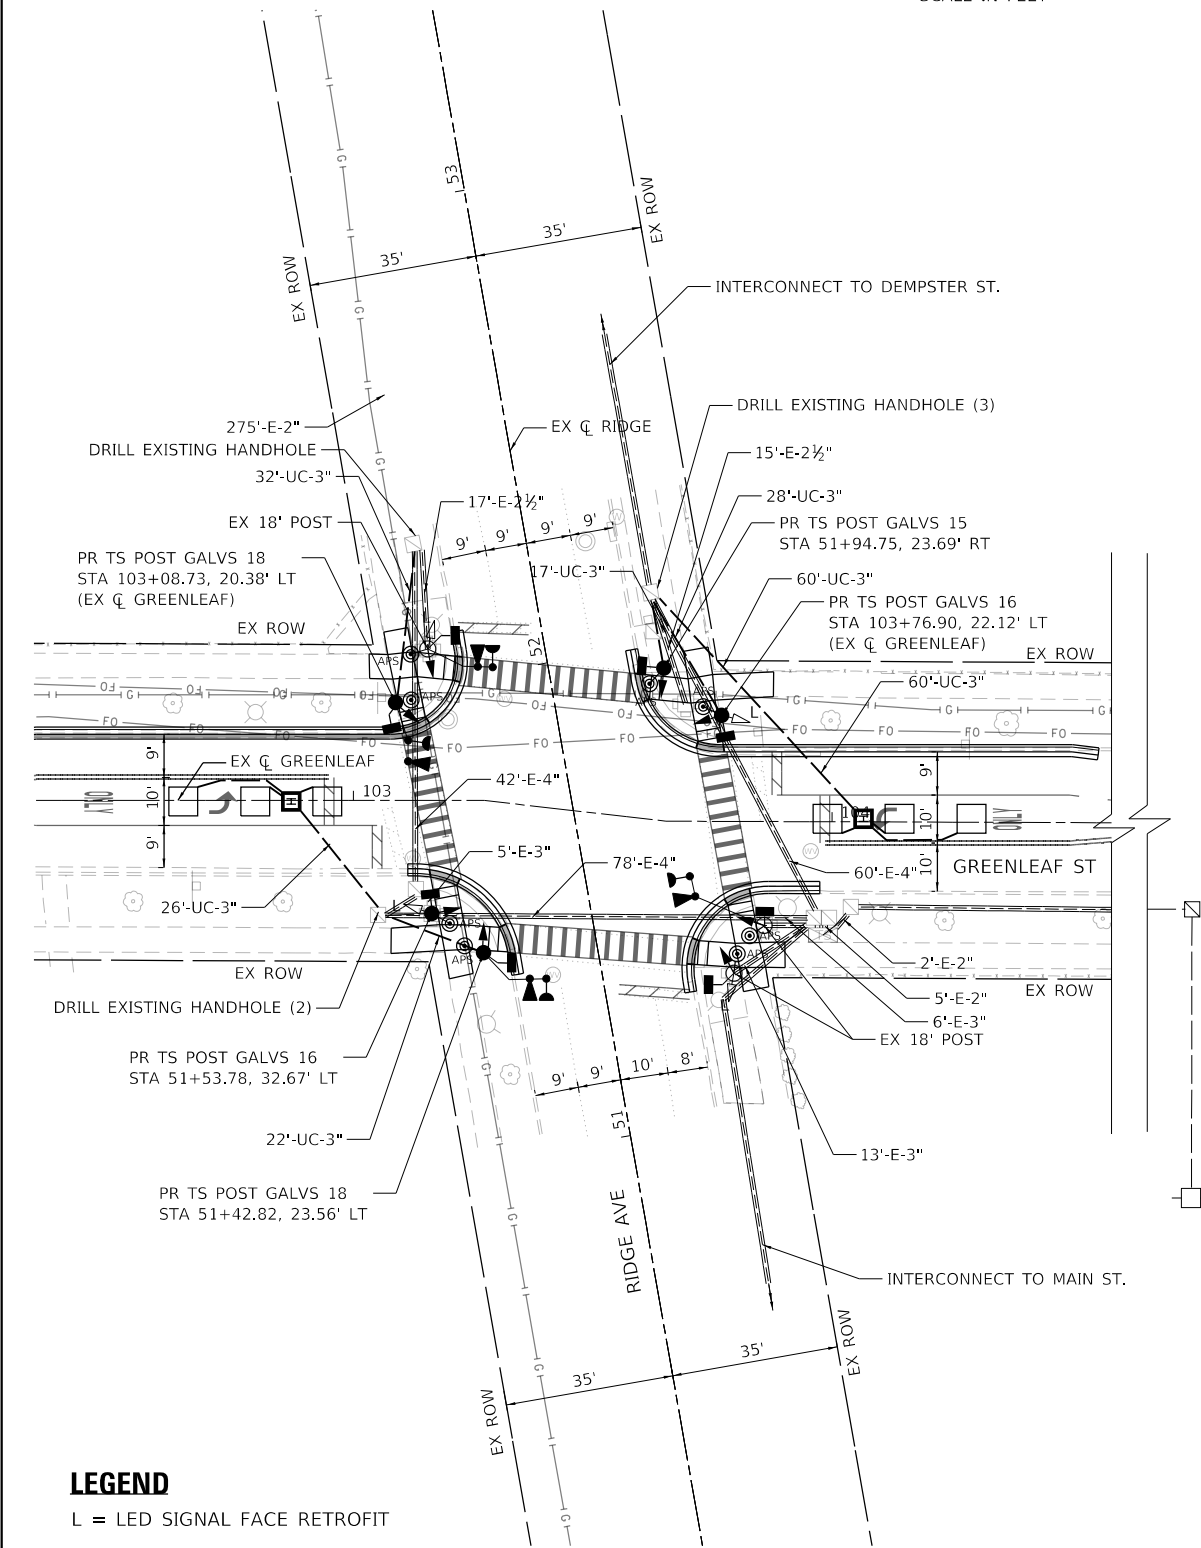 53
35'
35'
EX ROW
EX ROW
INTERCONNECT TO DEMPSTER ST.
DRILL EXISTING HANDHOLE (3)
EX ℄ RIDGE
275'-E-2"
DRILL EXISTING HANDHOLE
32'-UC-3"
17'-E-2½"
15'-E-2½"
28'-UC-3"
EX 18' POST
9'
9'
9'
9'
PR TS POST GALVS 15
STA 51+94.75, 23.69' RT
PR TS POST GALVS 18
STA 103+08.73, 20.38' LT
(EX ℄ GREENLEAF)
17'-UC-3"
60'-UC-3"
PR TS POST GALVS 16
STA 103+76.90, 22.12' LT
(EX ℄ GREENLEAF)
EX ROW
EX ROW
52
60'-UC-3"
APS
APS
APS
L
L
G
G
G
G
FO
FO
FO
FO
FO
FO
FO
FO
9'
10'
9'
EX ℄ GREENLEAF
103
42'-E-4"
ONLY
H
ONLY
H
9'
10'
10'
GREENLEAF ST
5'-E-3"
78'-E-4"
60'-E-4"
26'-UC-3"
L
APS
APS
APS
APS
2'-E-2"
5'-E-2"
6'-E-3"
EX ROW
EX ROW
DRILL EXISTING HANDHOLE (2)
EX 18' POST
PR TS POST GALVS 16
STA 51+53.78, 32.67' LT
9'
9'
10'
8'
51
22'-UC-3"
13'-E-3"
PR TS POST GALVS 18
STA 51+42.82, 23.56' LT
RIDGE AVE
INTERCONNECT TO MAIN ST.
35'
35'
EX ROW
EX ROW
LEGEND
L = LED SIGNAL FACE RETROFIT